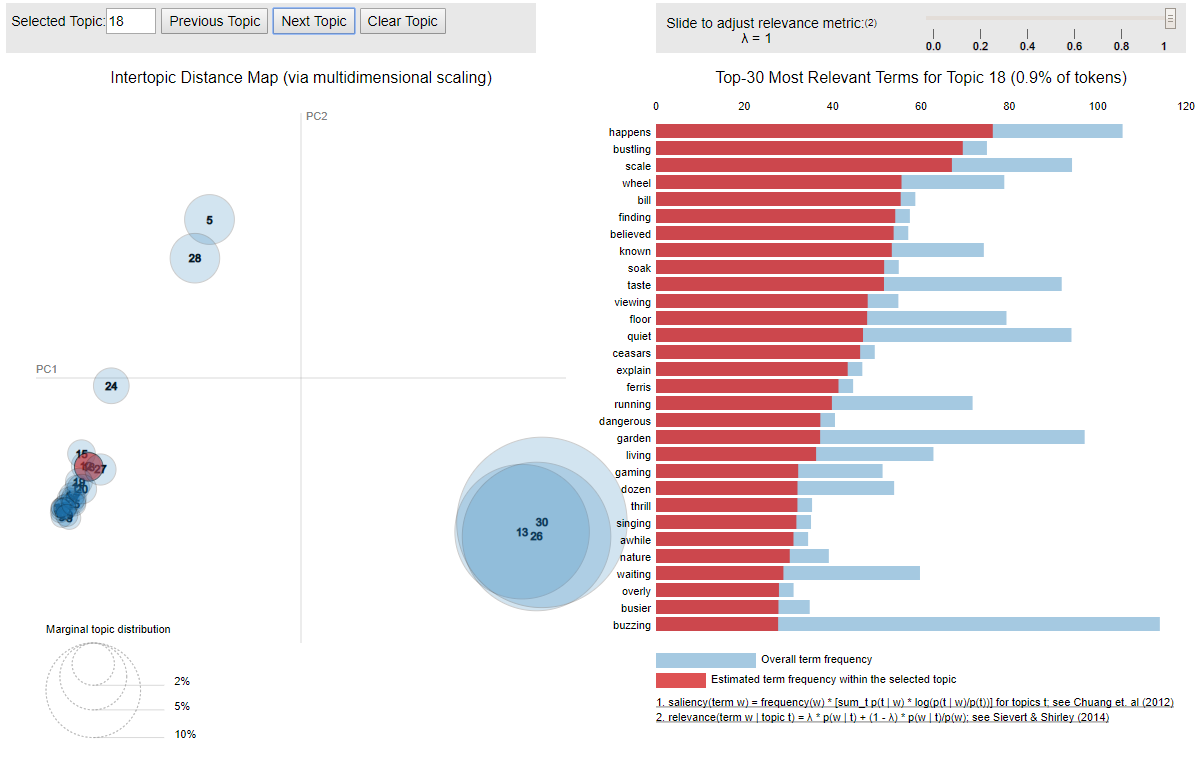 Selected Topic: 18 Previous Topic Next Topic Clear Topic
Slide to adjust relevance metric:(2)
λ = 1
0.0 0.2 0.4 0.6 0.8 1
Intertopic Distance Map (via multidimensional scaling)
PC2
PC1
5
28
24
15
27
20
30
13
26
Marginal topic distribution
2%
5%
10%
Top-30 Most Relevant Terms for Topic 18 (0.9% of tokens)
0 20 40 60 80 100 120
happens
bustling
scale
wheel
bill
finding
believed
known
soak
taste
viewing
floor
quiet
ceasars
explain
ferris
running
dangerous
garden
living
gaming
dozen
thrill
singing
awhile
nature
waiting
overly
busier
buzzing
Overall term frequency
Estimated term frequency within the selected topic
1. saliency(term w) = frequency(w) * [sum_t p(t | w) * log(p(t | w)/p(t))] for topics t; see Chuang et. al (2012)
2. relevance(term w | topic t) = λ * p(w | t) + (1 - λ) * p(w | t)/p(w); see Sievert & Shirley (2014)